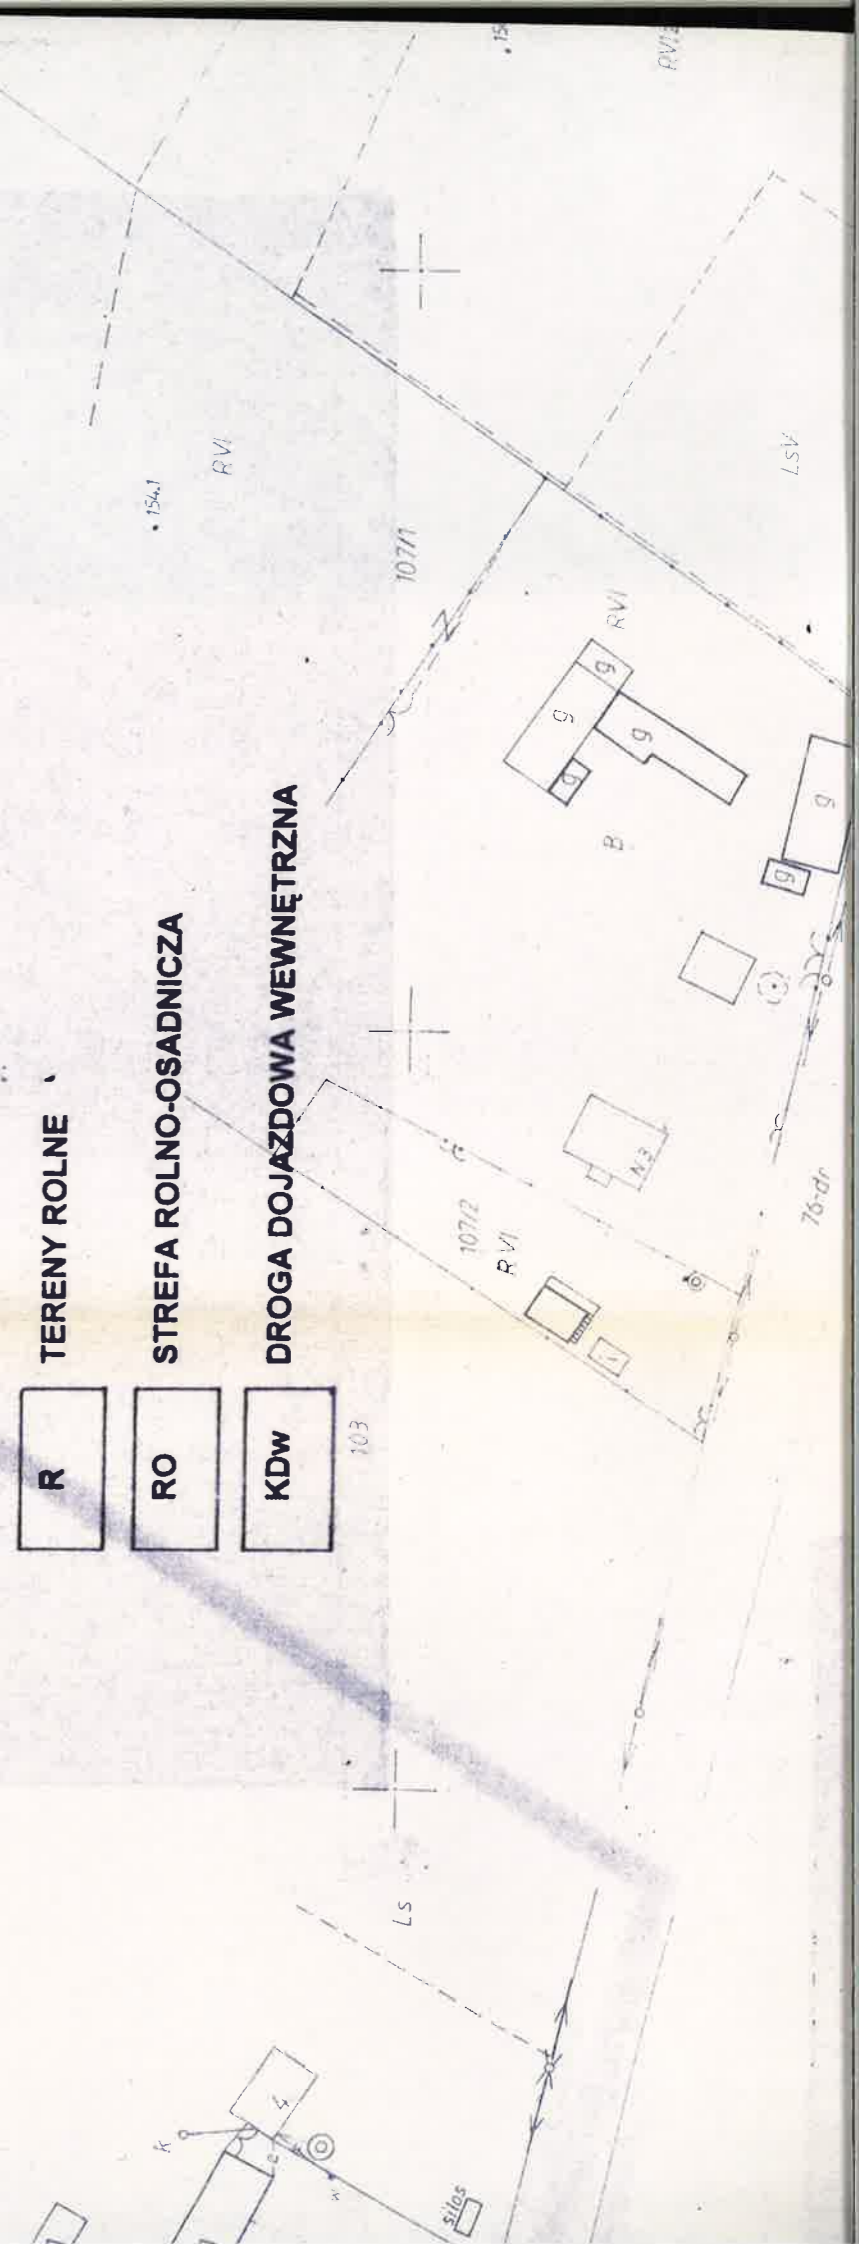 R TERENY ROLNE
RO STREFA ROLNO-OSADNICZA
KDw DROGA DOJAZDOWA WEWNĘTRZNA
103
154.1
RVI
107/1
RVI
LsV
g
g
g
g
B
g
g
107/2
RVI
76-dr
Ls
k
4
e
w
silos